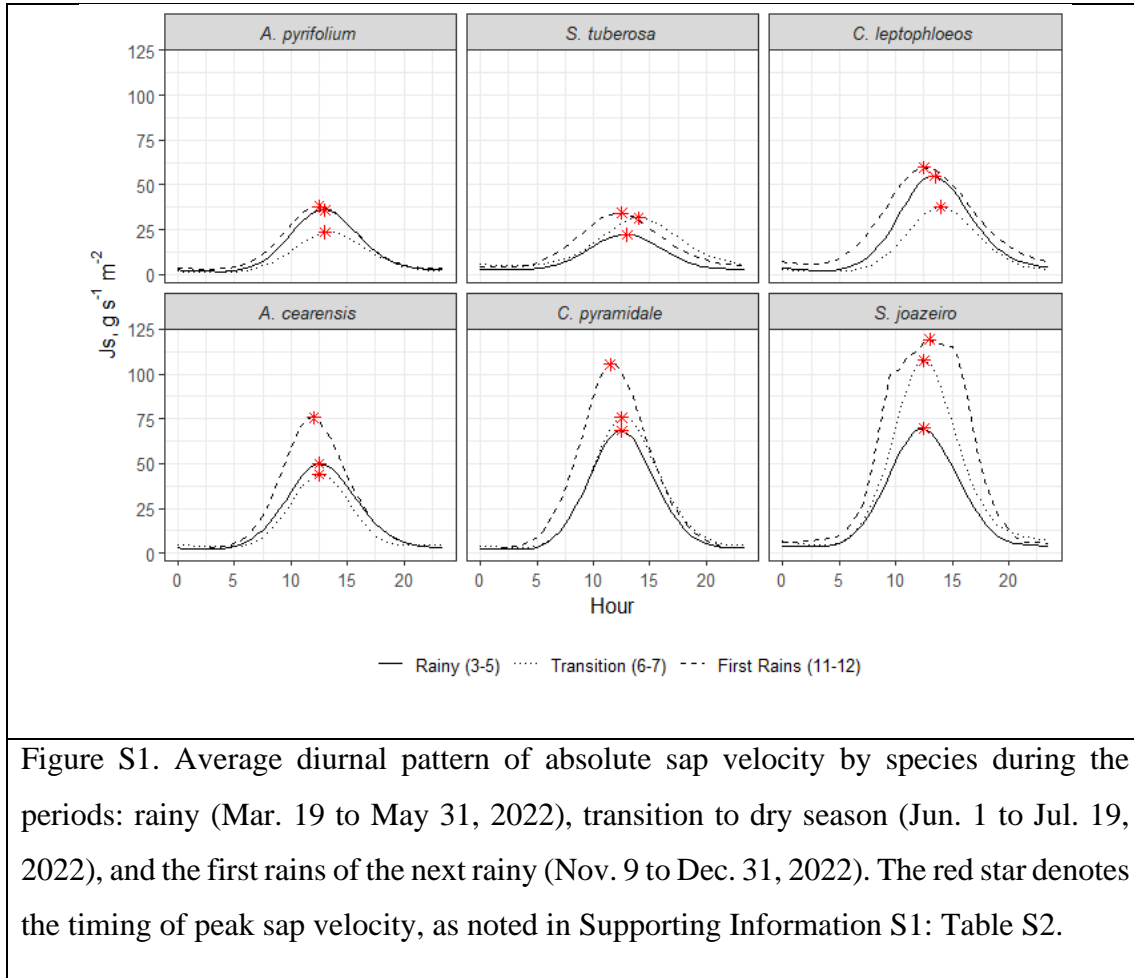 A. pyrifolium
S. tuberosa
C. leptophloeos
125
100
75
50
25
0
A. cearensis
C. pyramidale
S. joazeiro
125
100
75
50
25
0
Js, g s⁻¹ m⁻²
0 5 10 15 20
0 5 10 15 20
0 5 10 15 20
Hour
Rainy (3-5) Transition (6-7) First Rains (11-12)
Figure S1. Average diurnal pattern of absolute sap velocity by species during the
periods: rainy (Mar. 19 to May 31, 2022), transition to dry season (Jun. 1 to Jul. 19,
2022), and the first rains of the next rainy (Nov. 9 to Dec. 31, 2022). The red star denotes
the timing of peak sap velocity, as noted in Supporting Information S1: Table S2.